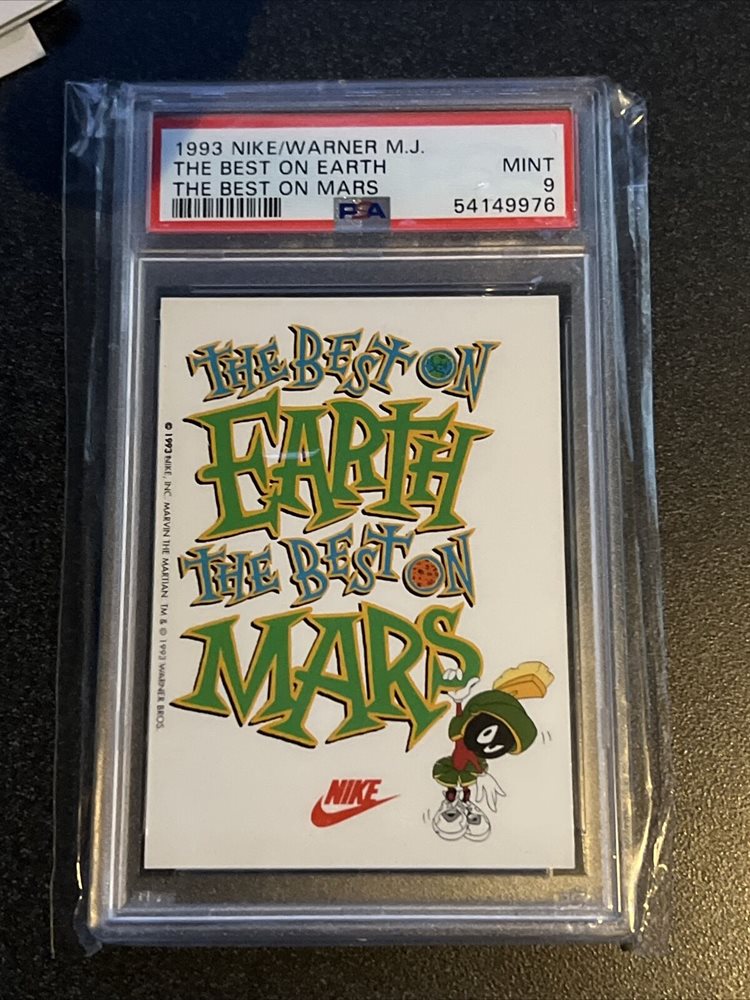 1993 NIKE/WARNER M.J.
THE BEST ON EARTH MINT
THE BEST ON MARS 9
PSA 54149976
THE BEST ON
EARTH
THE BEST ON
MARS
NIKE
© 1993 NIKE, INC. MARVIN THE MARTIAN TM & © 1993 WARNER BROS.